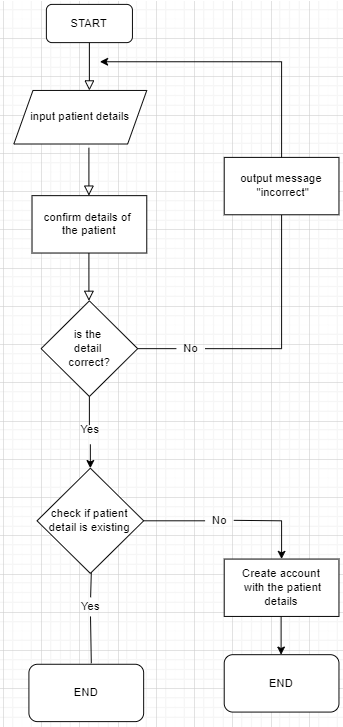 START
input patient details
output message
"incorrect"
confirm details of
the patient
is the
detail
correct?
No
Yes
check if patient
detail is existing
No
Create account
with the patient
details
Yes
END
END